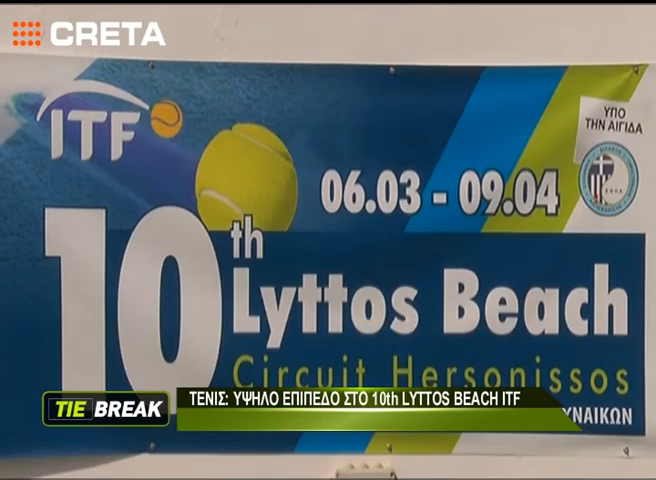 CRETA
ITF
ΥΠΟ
ΤΗΝ ΑΙΓΙΔΑ
06.03 - 09.04
10th
Lyttos Beach
Circuit Hersonissos
TIE BREAK
ΤΕΝΙΣ: ΥΨΗΛΟ ΕΠΙΠΕΔΟ ΣΤΟ 10th LYTTOS BEACH ITF
ΥΝΑΙΚΩΝ